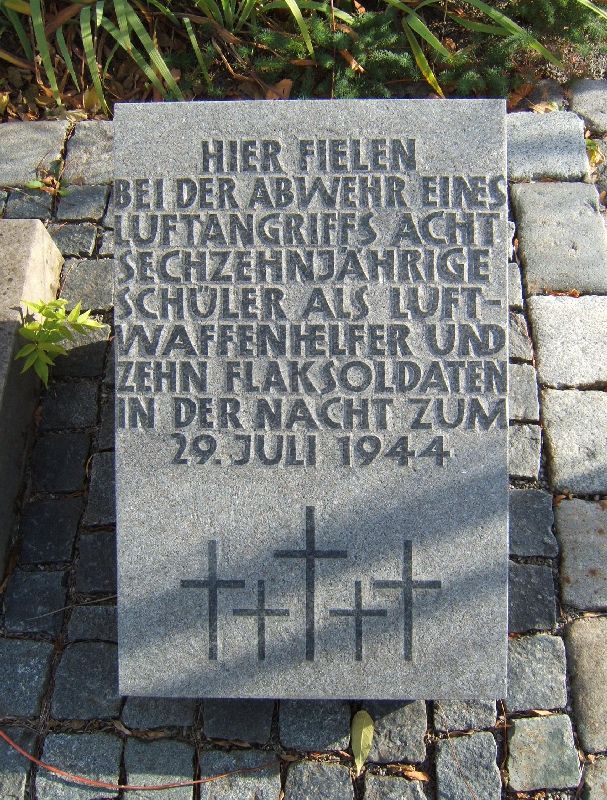 HIER FIELEN
BEI DER ABWEHR EINES
LUFTANGRIFFS ACHT
SECHZEHNJÄHRIGE
SCHÜLER ALS LUFT-
WAFFENHELFER UND
ZEHN FLAKSOLDATEN
IN DER NACHT ZUM
29. JULI 1944